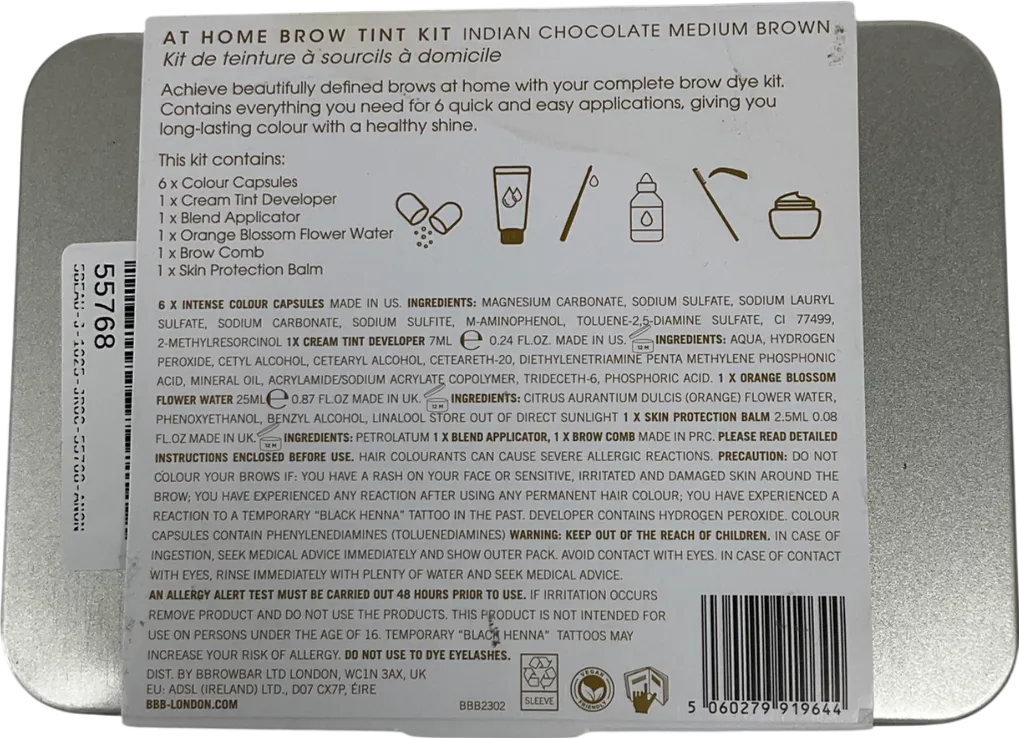 AT HOME BROW TINT KIT INDIAN CHOCOLATE MEDIUM BROWN
Kit de teinture à sourcils à domicile
Achieve beautifully defined brows at home with your complete brow dye kit.
Contains everything you need for 6 quick and easy applications, giving you
long-lasting colour with a healthy shine.
This kit contains:
6 x Colour Capsules
1 x Cream Tint Developer
1 x Blend Applicator
1 x Orange Blossom Flower Water
1 x Brow Comb
1 x Skin Protection Balm
6 X INTENSE COLOUR CAPSULES MADE IN US. INGREDIENTS: MAGNESIUM CARBONATE, SODIUM SULFATE, SODIUM LAURYL
SULFATE, SODIUM CARBONATE, SODIUM SULFITE, M-AMINOPHENOL, TOLUENE-2,5-DIAMINE SULFATE, CI 77499,
2-METHYLRESORCINOL 1X CREAM TINT DEVELOPER 7ML e 0.24 FL.OZ. MADE IN US. 12 M INGREDIENTS: AQUA, HYDROGEN
PEROXIDE, CETYL ALCOHOL, CETEARYL ALCOHOL, CETEARETH-20, DIETHYLENETRIAMINE PENTA METHYLENE PHOSPHONIC
ACID, MINERAL OIL, ACRYLAMIDE/SODIUM ACRYLATE COPOLYMER, TRIDECETH-6, PHOSPHORIC ACID. 1 X ORANGE BLOSSOM
FLOWER WATER 25ML e 0.87 FL.OZ MADE IN UK. 12 M INGREDIENTS: CITRUS AURANTIUM DULCIS (ORANGE) FLOWER WATER,
PHENOXYETHANOL, BENZYL ALCOHOL, LINALOOL STORE OUT OF DIRECT SUNLIGHT 1 X SKIN PROTECTION BALM 2.5ML 0.08
FL.OZ MADE IN UK. 12 M INGREDIENTS: PETROLATUM 1 X BLEND APPLICATOR, 1 X BROW COMB MADE IN PRC. PLEASE READ DETAILED
INSTRUCTIONS ENCLOSED BEFORE USE. HAIR COLOURANTS CAN CAUSE SEVERE ALLERGIC REACTIONS. PRECAUTION: DO NOT
COLOUR YOUR BROWS IF: YOU HAVE A RASH ON YOUR FACE OR SENSITIVE, IRRITATED AND DAMAGED SKIN AROUND THE
BROW; YOU HAVE EXPERIENCED ANY REACTION AFTER USING ANY PERMANENT HAIR COLOUR; YOU HAVE EXPERIENCED A
REACTION TO A TEMPORARY "BLACK HENNA" TATTOO IN THE PAST. DEVELOPER CONTAINS HYDROGEN PEROXIDE. COLOUR
CAPSULES CONTAIN PHENYLENEDIAMINES (TOLUENEDIAMINES) WARNING: KEEP OUT OF THE REACH OF CHILDREN. IN CASE OF
INGESTION, SEEK MEDICAL ADVICE IMMEDIATELY AND SHOW OUTER PACK. AVOID CONTACT WITH EYES. IN CASE OF CONTACT
WITH EYES, RINSE IMMEDIATELY WITH PLENTY OF WATER AND SEEK MEDICAL ADVICE.
AN ALLERGY ALERT TEST MUST BE CARRIED OUT 48 HOURS PRIOR TO USE. IF IRRITATION OCCURS
REMOVE PRODUCT AND DO NOT USE THE PRODUCTS. THIS PRODUCT IS NOT INTENDED FOR
USE ON PERSONS UNDER THE AGE OF 16. TEMPORARY "BLACK HENNA" TATTOOS MAY
INCREASE YOUR RISK OF ALLERGY. DO NOT USE TO DYE EYELASHES.
DIST. BY BBROWBAR LTD LONDON, WC1N 3AX, UK
EU: ADSL (IRELAND) LTD., D07 CX7P, ÉIRE
BBB-LONDON.COM
BBB2302
SLEEVE
VEGAN FRIENDLY
5 060279 919644
55768